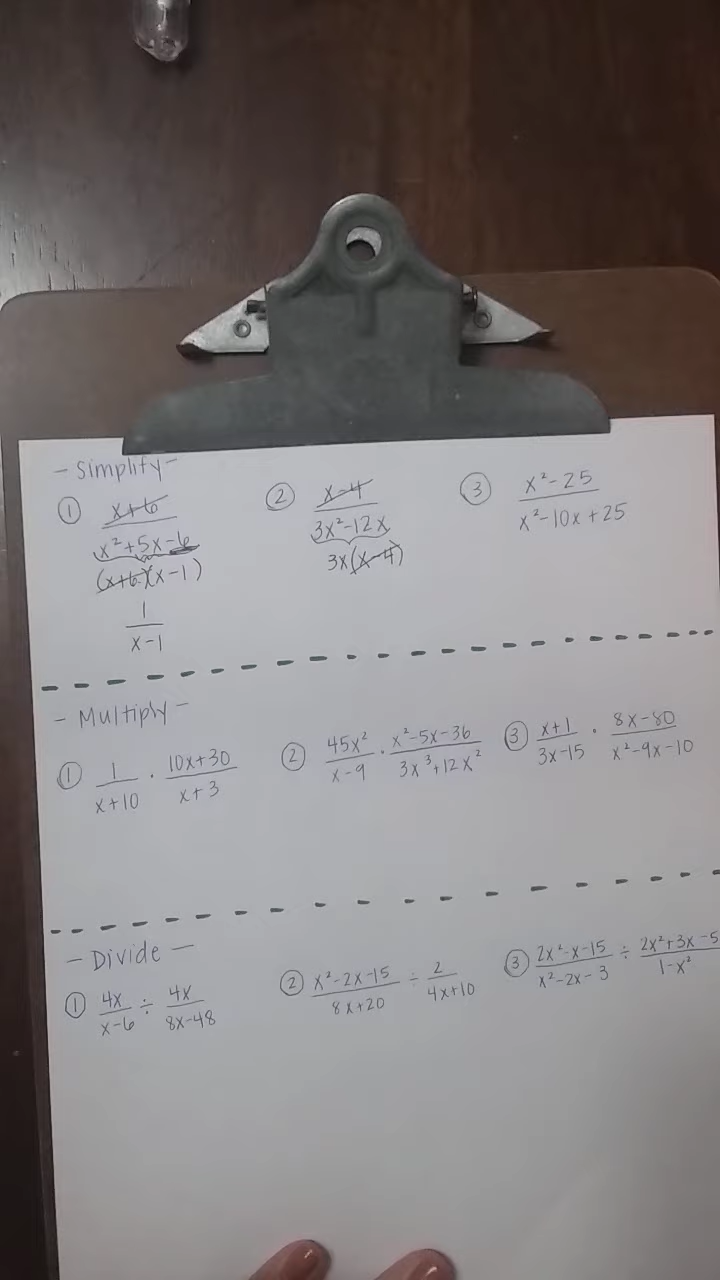 - Simplify -
① x+6 / x²+5x-6
(x+6)(x-1)
1 / x-1
② x-4 / 3x²-12x
3x(x-4)
③ x²-25 / x²-10x+25
- Multiply -
① 1 / x+10 · 10x+30 / x+3
② 45x² / x-9 · x²-5x-36 / 3x³+12x²
③ x+1 / 3x-15 · 8x-80 / x²-9x-10
- Divide -
① 4x / x-6 ÷ 4x / 8x-48
② x²-2x-15 / 8x+20 ÷ 2 / 4x+10
③ 2x²-x-15 / x²-2x-3 ÷ 2x²+3x-5 / 1-x²